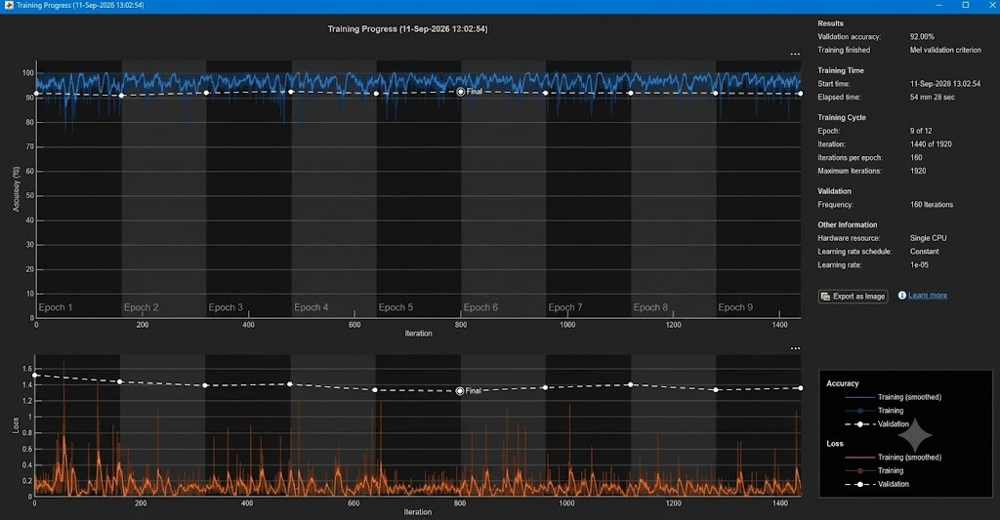 Training Progress (11-Sep-2026 13:02:54)
Training Progress (11-Sep-2026 13:02:54)
...
100
90
80
70
60
50
40
30
20
10
0
Accuracy (%)
Final
Epoch 1
Epoch 2
Epoch 3
Epoch 4
Epoch 5
Epoch 6
Epoch 7
Epoch 8
Epoch 9
0 200 400 600 800 1000 1200 1400
Iteration
...
1.6
1.4
1.2
1
0.8
0.6
0.4
0.2
0
Loss
Final
0 200 400 600 800 1000 1200 1400
Iteration
Results
Validation accuracy: 92.00%
Training finished Met validation criterion
Training Time
Start time: 11-Sep-2026 13.02.54
Elapsed time: 54 mn 28 sec
Training Cycle
Epoch: 9 of 12
Iteration: 1440 of 1920
Iterations per epoch: 160
Maximum Iterations: 1920
Validation
Frequency: 160 Iterations
Other Information
Hardware resource: Single CPU
Learning rate schedule: Constant
Learning rate: 1e-05
Export as Image
Learn more
Accuracy
Training (smoothed)
Training
Validation
Loss
Training (smoothed)
Training
Validation